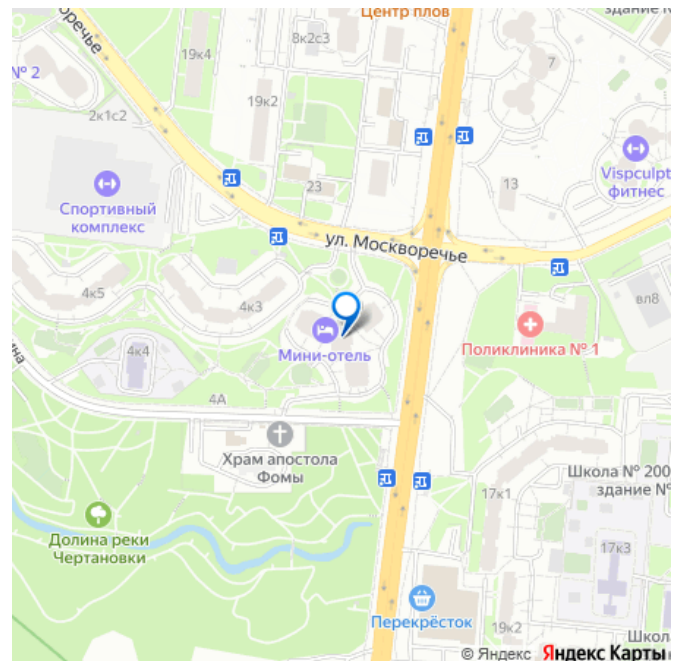 Центр плов
здание №
воречье
8к2с3
19к4
7
№ 2
19к2
2к1с2
Vispculpt
фитнес
13
23
Спортивный
комплекс
ул. Москворечье
4к5
4к3
вл8
Мини-отель
Поликлиника № 1
4к4
4А
Храм апостола
Фомы
Школа № 200
здание №
17к1
Долина реки
Чертановки
17к3
Перекрёсток
19к2
Школ
© Яндекс Яндекс Карты